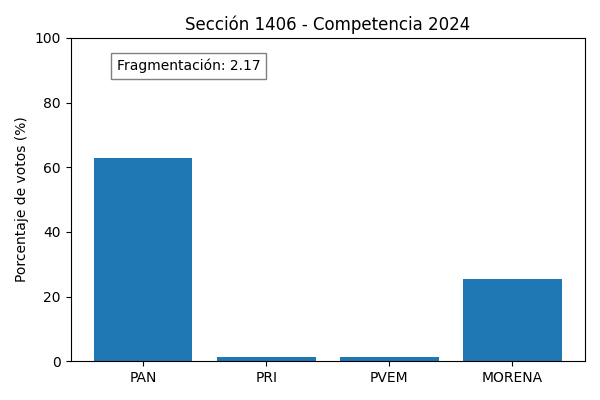 Sección 1406 - Competencia 2024
Fragmentación: 2.17
Porcentaje de votos (%)
100
80
60
40
20
0
PAN PRI PVEM MORENA